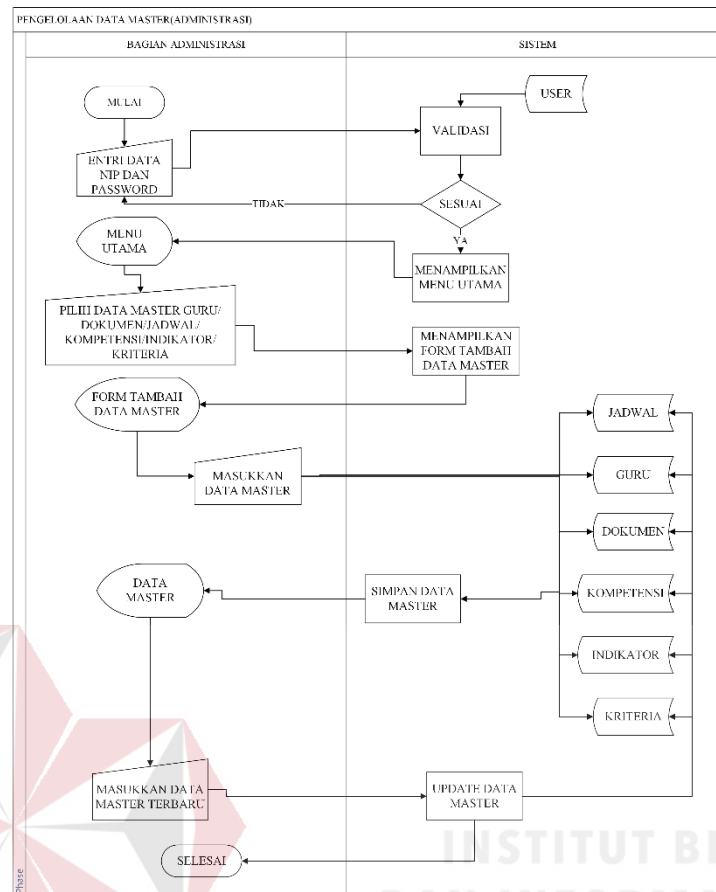 PENGELOLAAN DATA MASTER(ADMINISTRASI)
BAGIAN ADMINISTRASI
SISTEM
MULAI
USER
VALIDASI
ENTRI DATA
NIP DAN
PASSWORD
TIDAK
SESUAI
YA
MENU
UTAMA
MENAMPILKAN
MENU UTAMA
PILIH DATA MASTER GURU/
DOKUMEN/JADWAL/
KOMPETENSI/INDIKATOR/
KRITERIA
MENAMPILKAN
FORM TAMBAH
DATA MASTER
FORM TAMBAH
DATA MASTER
JADWAL
MASUKKAN
DATA MASTER
GURU
DOKUMEN
DATA
MASTER
SIMPAN DATA
MASTER
KOMPETENSI
INDIKATOR
KRITERIA
MASUKKAN DATA
MASTER TERBARU
UPDATE DATA
MASTER
SELESAI
INSTITUT BI
Phase